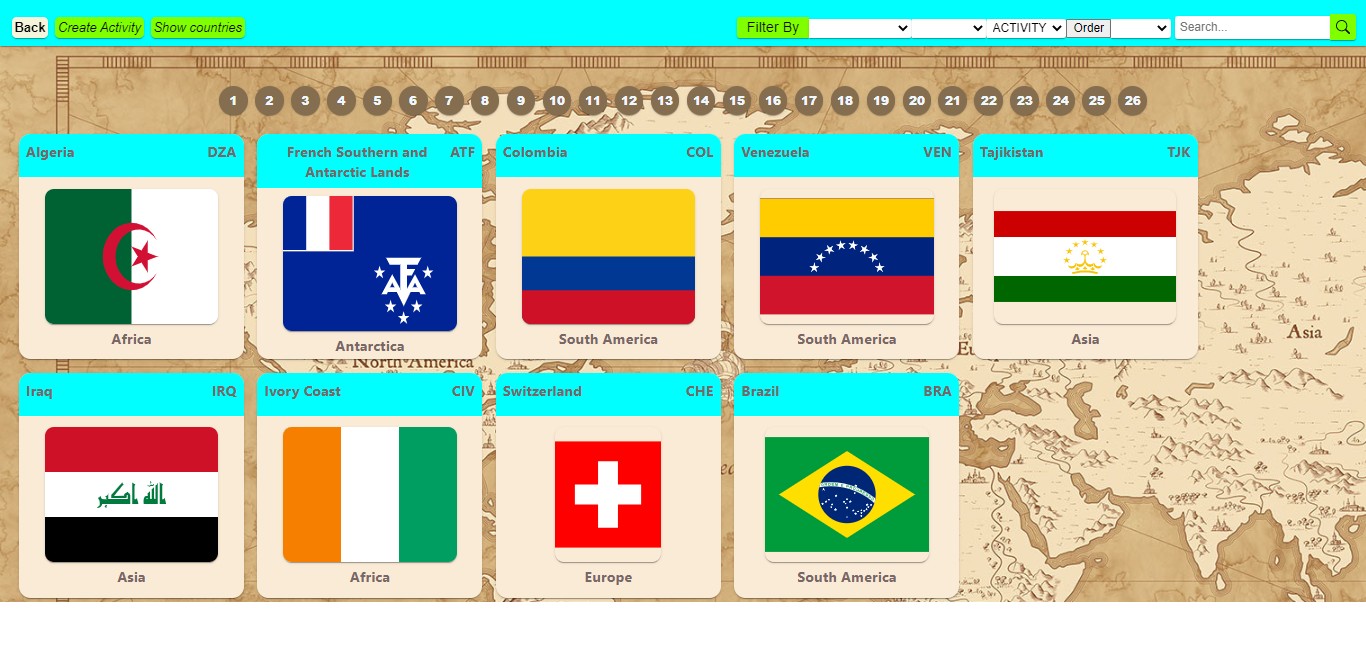 Back Create Activity Show countries Filter By ACTIVITY Order Search...
1 2 3 4 5 6 7 8 9 10 11 12 13 14 15 16 17 18 19 20 21 22 23 24 25 26
Algeria DZA
Africa
French Southern and ATF
Antarctic Lands
Antarctica
Colombia COL
South America
Venezuela VEN
South America
Tajikistan TJK
Asia
Asia
North America
Iraq IRQ
الله اكبر
Asia
Ivory Coast CIV
Africa
Switzerland CHE
Europe
Brazil BRA
South America